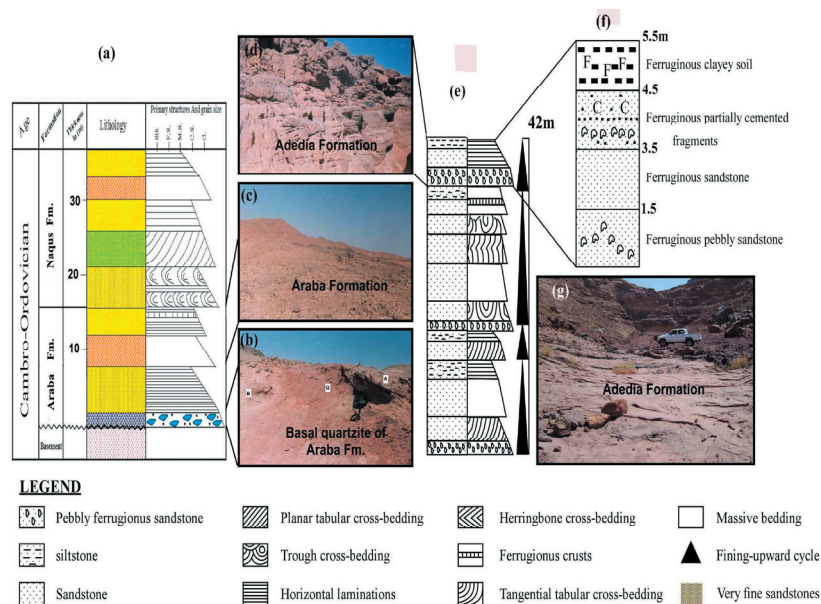 (a)
Age
Formation
Thickness in (m)
Lithology
Primary structures And grain size
Silt.
F.S.
M.S.
C.S.
G.
Cambro-Ordovician
Naqus Fm.
Araba Fm.
30
20
10
Basement
(d)
Adedia Formation
(c)
Araba Formation
(b)
B
Q
A
Basal quartzite of
Araba Fm.
(e)
42m
(f)
5.5m
F F
F
Ferruginous clayey soil
4.5
C C
Ferruginous partially cemented
fragments
3.5
Ferruginous sandstone
1.5
Ferruginous pebbly sandstone
(g)
Adedia Formation
LEGEND
Pebbly ferrugionus sandstone
Planar tabular cross-bedding
Herringbone cross-bedding
Massive bedding
siltstone
Trough cross-bedding
Ferrugionus crusts
Fining-upward cycle
Sandstone
Horizontal laminations
Tangential tabular cross-bedding
Very fine sandstones